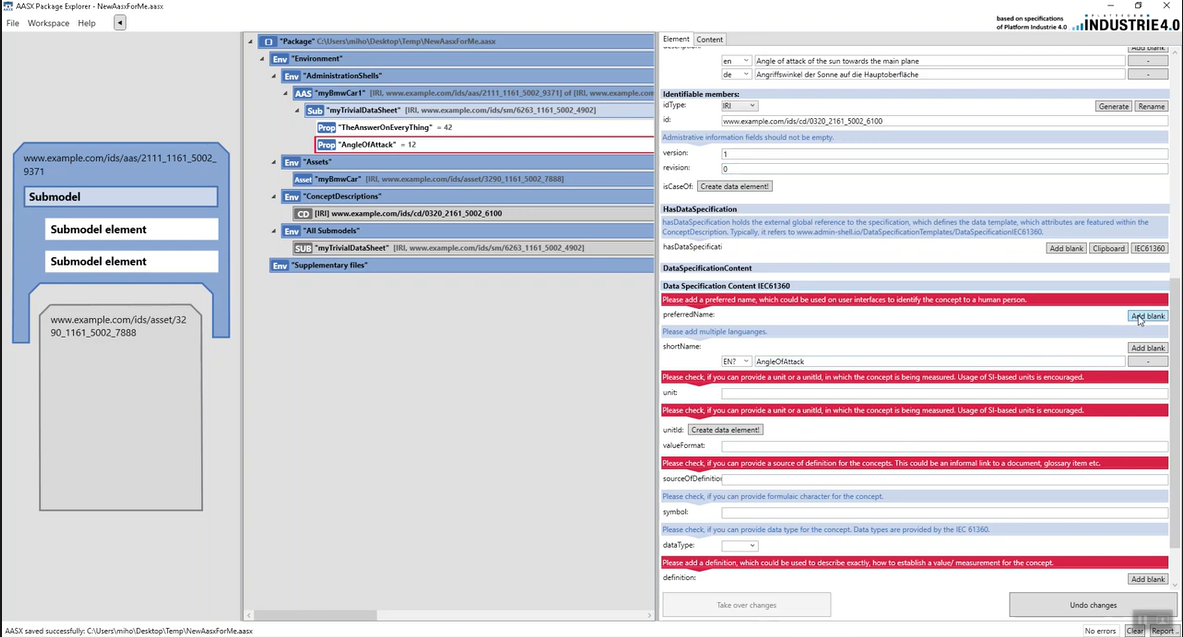 AASX Package Explorer - NewAasxForMe.aasx
File Workspace Help
based on specifications
of Platform Industrie 4.0
PLATTFORM
INDUSTRIE4.0
www.example.com/ids/aas/2111_1161_5002_
9371
Submodel
Submodel element
Submodel element
www.example.com/ids/asset/32
90_1161_5002_7888
"Package" C:\Users\miho\Desktop\Temp\NewAasxForMe.aasx
Env "Environment"
Env "AdministrationShells"
AAS "myBmwCar1" [IRI, www.example.com/ids/aas/2111_1161_5002_9371] of [IRI, www.example.com
Sub "myTrivialDataSheet" [IRI, www.example.com/ids/sm/6263_1161_5002_4902]
Prop "TheAnswerOnEveryThing" = 42
Prop "AngleOfAttack" = 12
Env "Assets"
Asset "myBmwCar" [IRI, www.example.com/ids/asset/3290_1161_5002_7888]
Env "ConceptDescriptions"
CD [IRI] www.example.com/ids/cd/0320_2161_5002_6100
Env "All Submodels"
SUB "myTrivialDataSheet" [IRI, www.example.com/ids/sm/6263_1161_5002_4902]
Env "Supplementary files"
Element Content
description: Add blank
en Angle of attack of the sun towards the main plane -
de Angriffswinkel der Sonne auf die Hauptoberfläche -
Identifiable members:
idType: IRI Generate Rename
id: www.example.com/ids/cd/0320_2161_5002_6100
Admistrative information fields should not be empty.
version: 1
revision: 0
isCaseOf: Create data element!
HasDataSpecification
hasDataSpecification holds the external global reference to the specification, which defines the data template, which attributes are featured within the
ConceptDescription. Typically, it refers to www.admin-shell.io/DataSpecificationTemplates/DataSpecificationIEC61360.
hasDataSpecificati Add blank Clipboard IEC61360
DataSpecificationContent
Data Specification Content IEC61360
Please add a preferred name, which could be used on user interfaces to identify the concept to a human person.
preferredName: Add blank
Please add multiple languanges.
shortName: Add blank
EN? AngleOfAttack -
Please check, if you can provide a unit or a unitId, in which the concept is being measured. Usage of SI-based units is encouraged.
unit:
Please check, if you can provide a unit or a unitId, in which the concept is being measured. Usage of SI-based units is encouraged.
unitId: Create data element!
valueFormat:
Please check, if you can provide a source of definition for the concepts. This could be an informal link to a document, glossary item etc.
sourceOfDefinition
Please check, if you can provide formulaic character for the concept.
symbol:
Please check, if you can provide data type for the concept. Data types are provided by the IEC 61360.
dataType:
Please add a definition, which could be used to describe exactly, how to establish a value/ measurement for the concept.
definition: Add blank
Take over changes Undo changes
AASX saved successfully: C:\Users\miho\Desktop\Temp\NewAasxForMe.aasx No errors Clear Report..